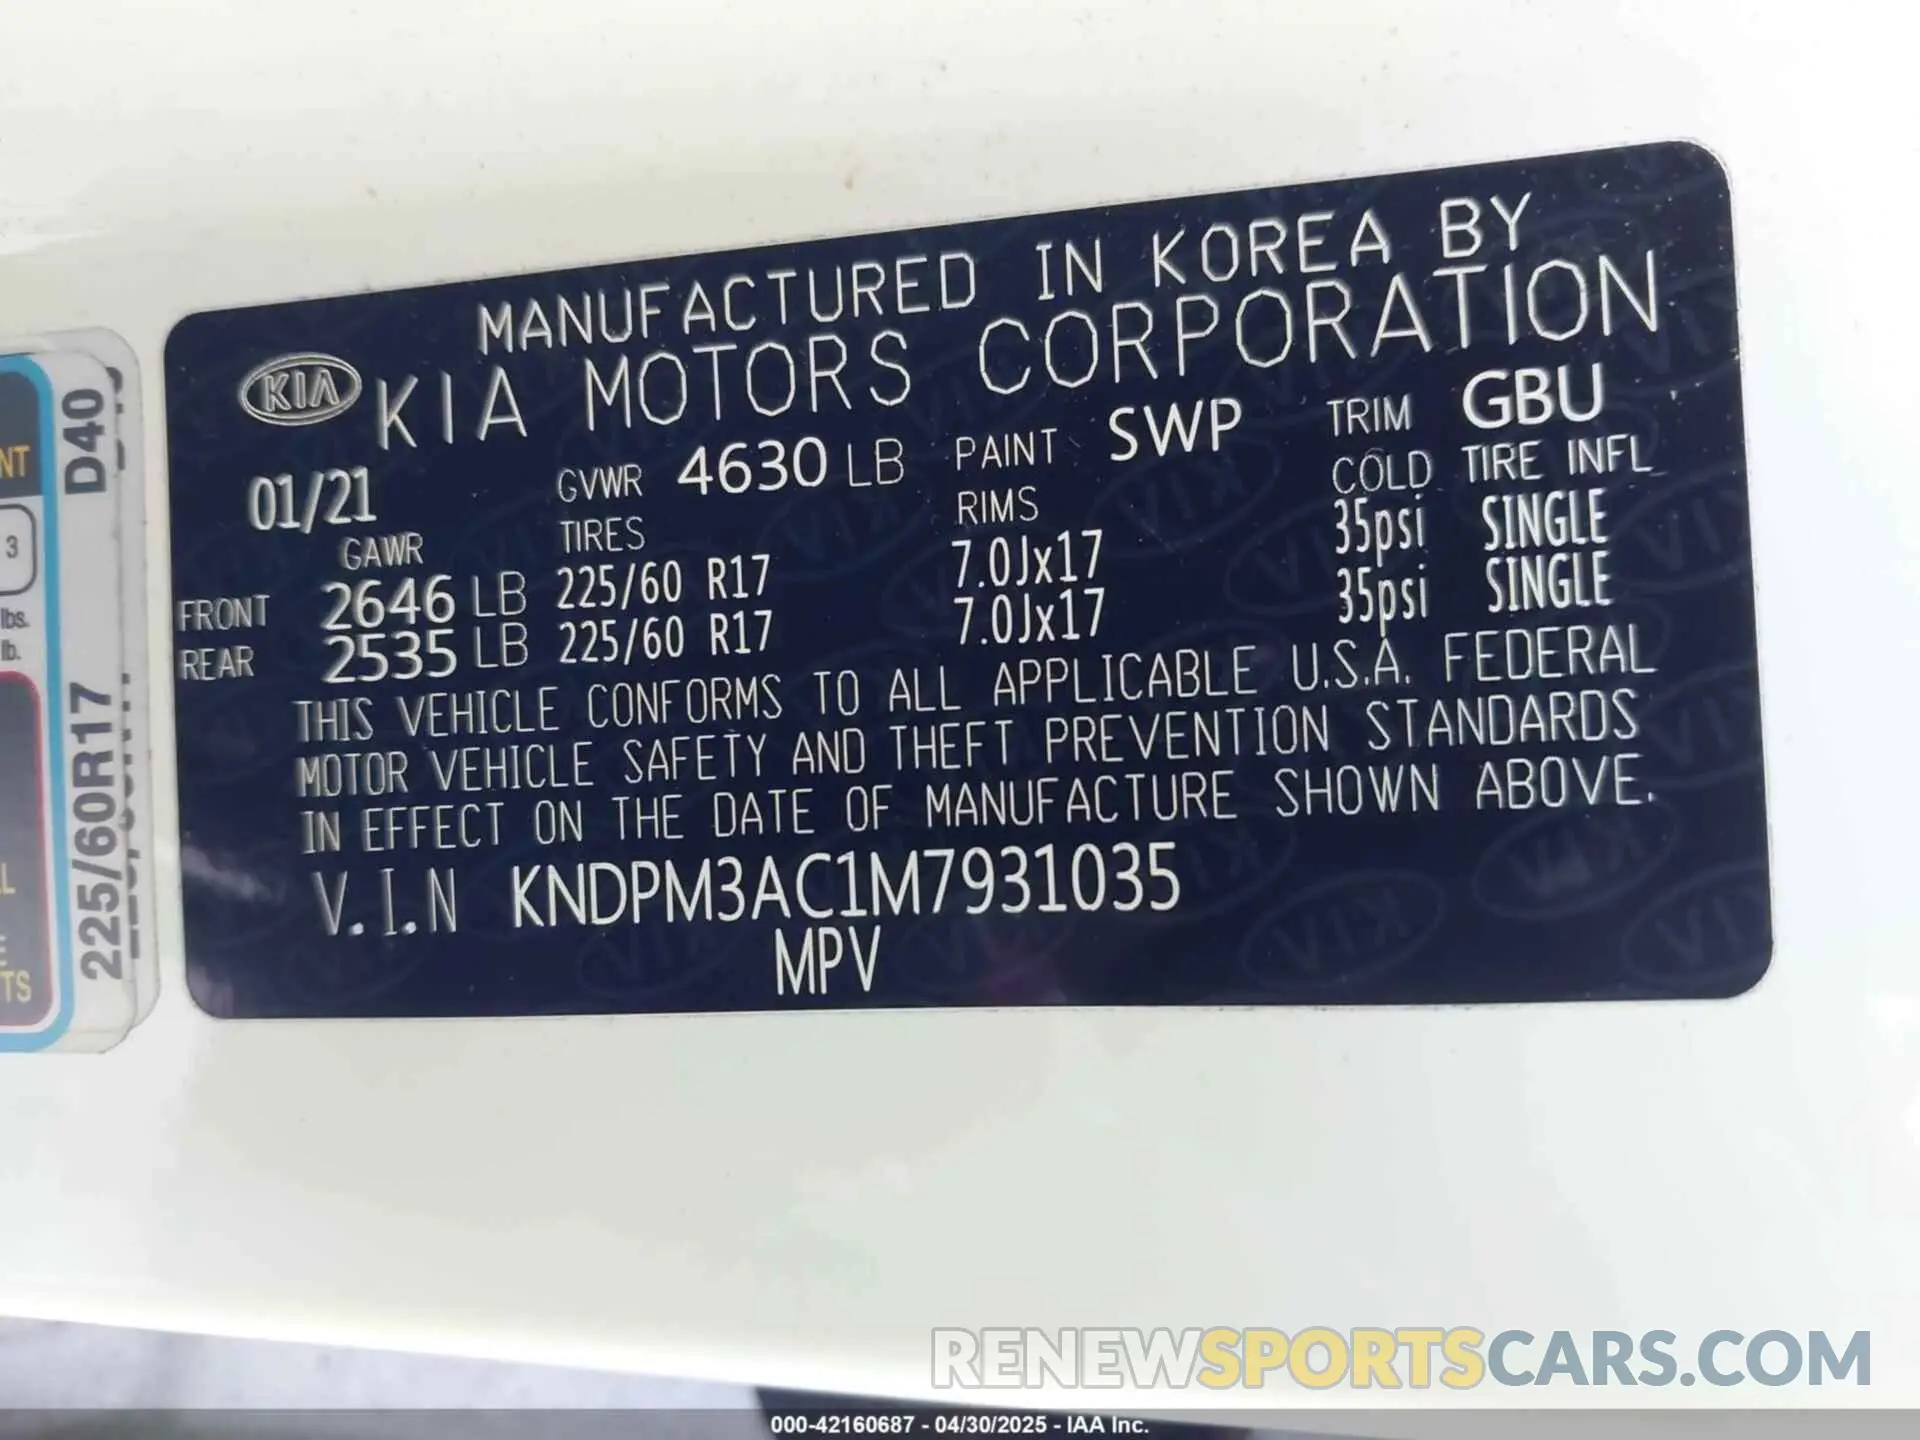 MANUFACTURED IN KOREA BY
KIA KIA MOTORS CORPORATION
01/21 GVWR 4630 LB PAINT SWP TRIM GBU
GAWR TIRES RIMS COLD TIRE INFL
FRONT 2646 LB 225/60 R17 7.0Jx17 35psi SINGLE
REAR 2535 LB 225/60 R17 7.0Jx17 35psi SINGLE
THIS VEHICLE CONFORMS TO ALL APPLICABLE U.S.A. FEDERAL
MOTOR VEHICLE SAFETY AND THEFT PREVENTION STANDARDS
IN EFFECT ON THE DATE OF MANUFACTURE SHOWN ABOVE.
V.I.N KNDPM3AC1M7931035
MPV
D40
225/60R17
3
lbs.
lb.
RENEWSPORTSCARS.COM
000-42160687 - 04/30/2025 - IAA Inc.